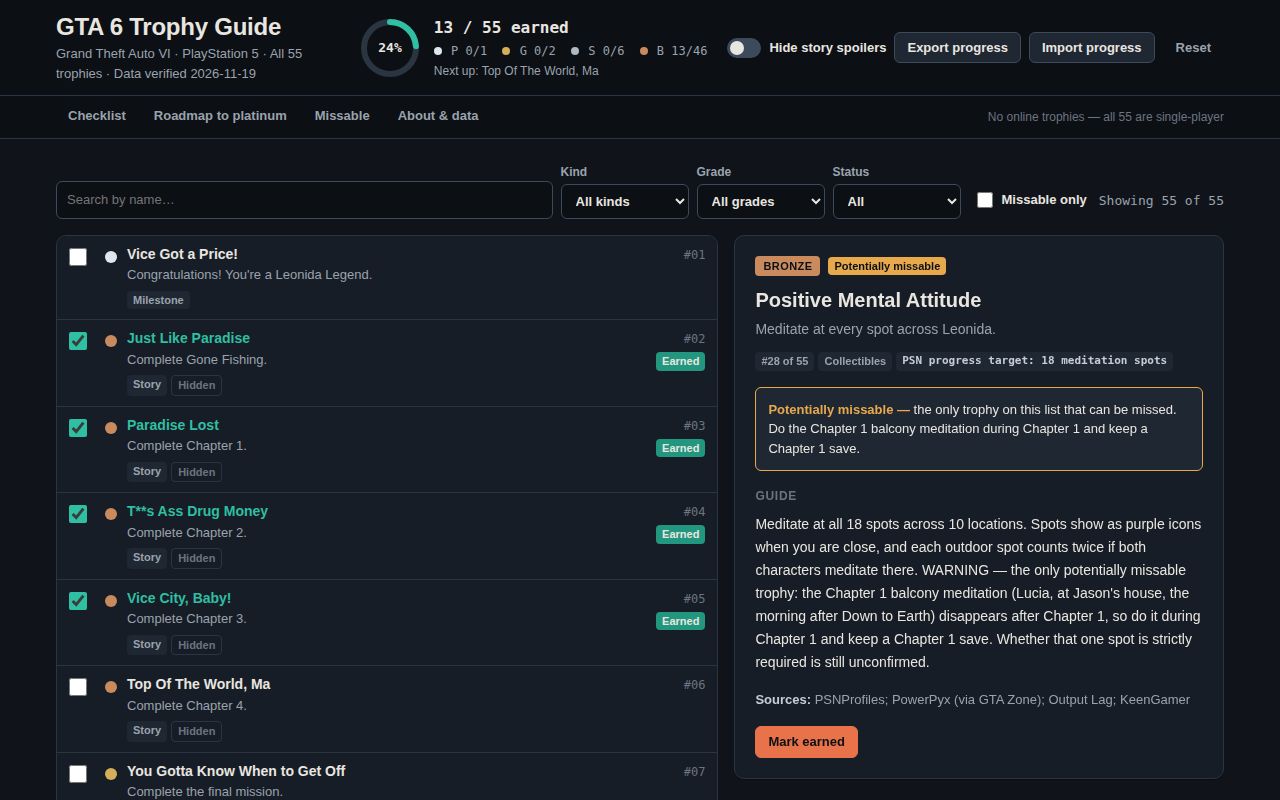 GTA 6 Trophy Guide
Grand Theft Auto VI · PlayStation 5 · All 55
trophies · Data verified 2026-11-19
24%
13 / 55 earned
P 0/1 G 0/2 S 0/6 B 13/46
Next up: Top Of The World, Ma
Hide story spoilers
Export progress
Import progress
Reset
Checklist
Roadmap to platinum
Missable
About & data
No online trophies — all 55 are single-player
Search by name…
Kind
All kinds
Grade
All grades
Status
All
Missable only
Showing 55 of 55
Vice Got a Price!
#01
Congratulations! You're a Leonida Legend.
Milestone
Just Like Paradise
#02
Complete Gone Fishing.
Earned
Story Hidden
Paradise Lost
#03
Complete Chapter 1.
Earned
Story Hidden
T**s Ass Drug Money
#04
Complete Chapter 2.
Earned
Story Hidden
Vice City, Baby!
#05
Complete Chapter 3.
Earned
Story Hidden
Top Of The World, Ma
#06
Complete Chapter 4.
Story Hidden
You Gotta Know When to Get Off
#07
Complete the final mission.
BRONZE Potentially missable
Positive Mental Attitude
Meditate at every spot across Leonida.
#28 of 55 Collectibles PSN progress target: 18 meditation spots
Potentially missable — the only trophy on this list that can be missed.
Do the Chapter 1 balcony meditation during Chapter 1 and keep a
Chapter 1 save.
GUIDE
Meditate at all 18 spots across 10 locations. Spots show as purple icons
when you are close, and each outdoor spot counts twice if both
characters meditate there. WARNING — the only potentially missable
trophy: the Chapter 1 balcony meditation (Lucia, at Jason's house, the
morning after Down to Earth) disappears after Chapter 1, so do it during
Chapter 1 and keep a Chapter 1 save. Whether that one spot is strictly
required is still unconfirmed.
Sources: PSNProfiles; PowerPyx (via GTA Zone); Output Lag; KeenGamer
Mark earned